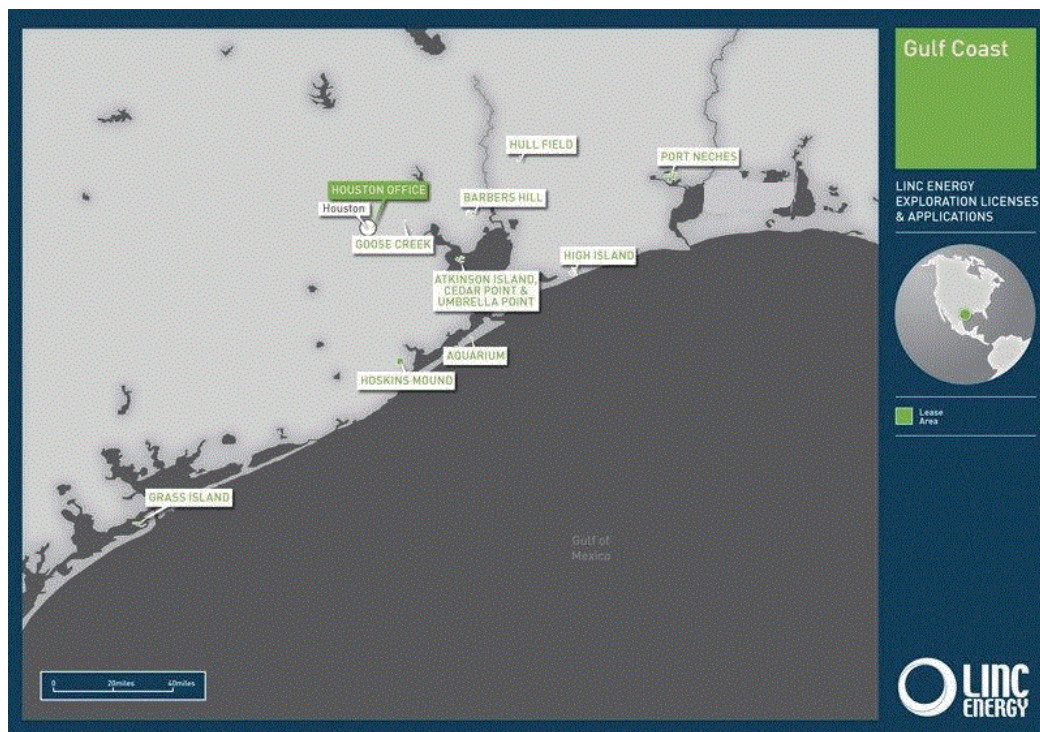 Gulf Coast
LINC ENERGY
EXPLORATION LICENSES
& APPLICATIONS
Lease
Area
HULL FIELD
PORT NECHES
HOUSTON OFFICE
Houston
BARBERS HILL
GOOSE CREEK
HIGH ISLAND
ATKINSON ISLAND,
CEDAR POINT &
UMBRELLA POINT
AQUARIUM
HOSKINS MOUND
GRASS ISLAND
Gulf of
Mexico
0 20miles 40miles
LINC
ENERGY